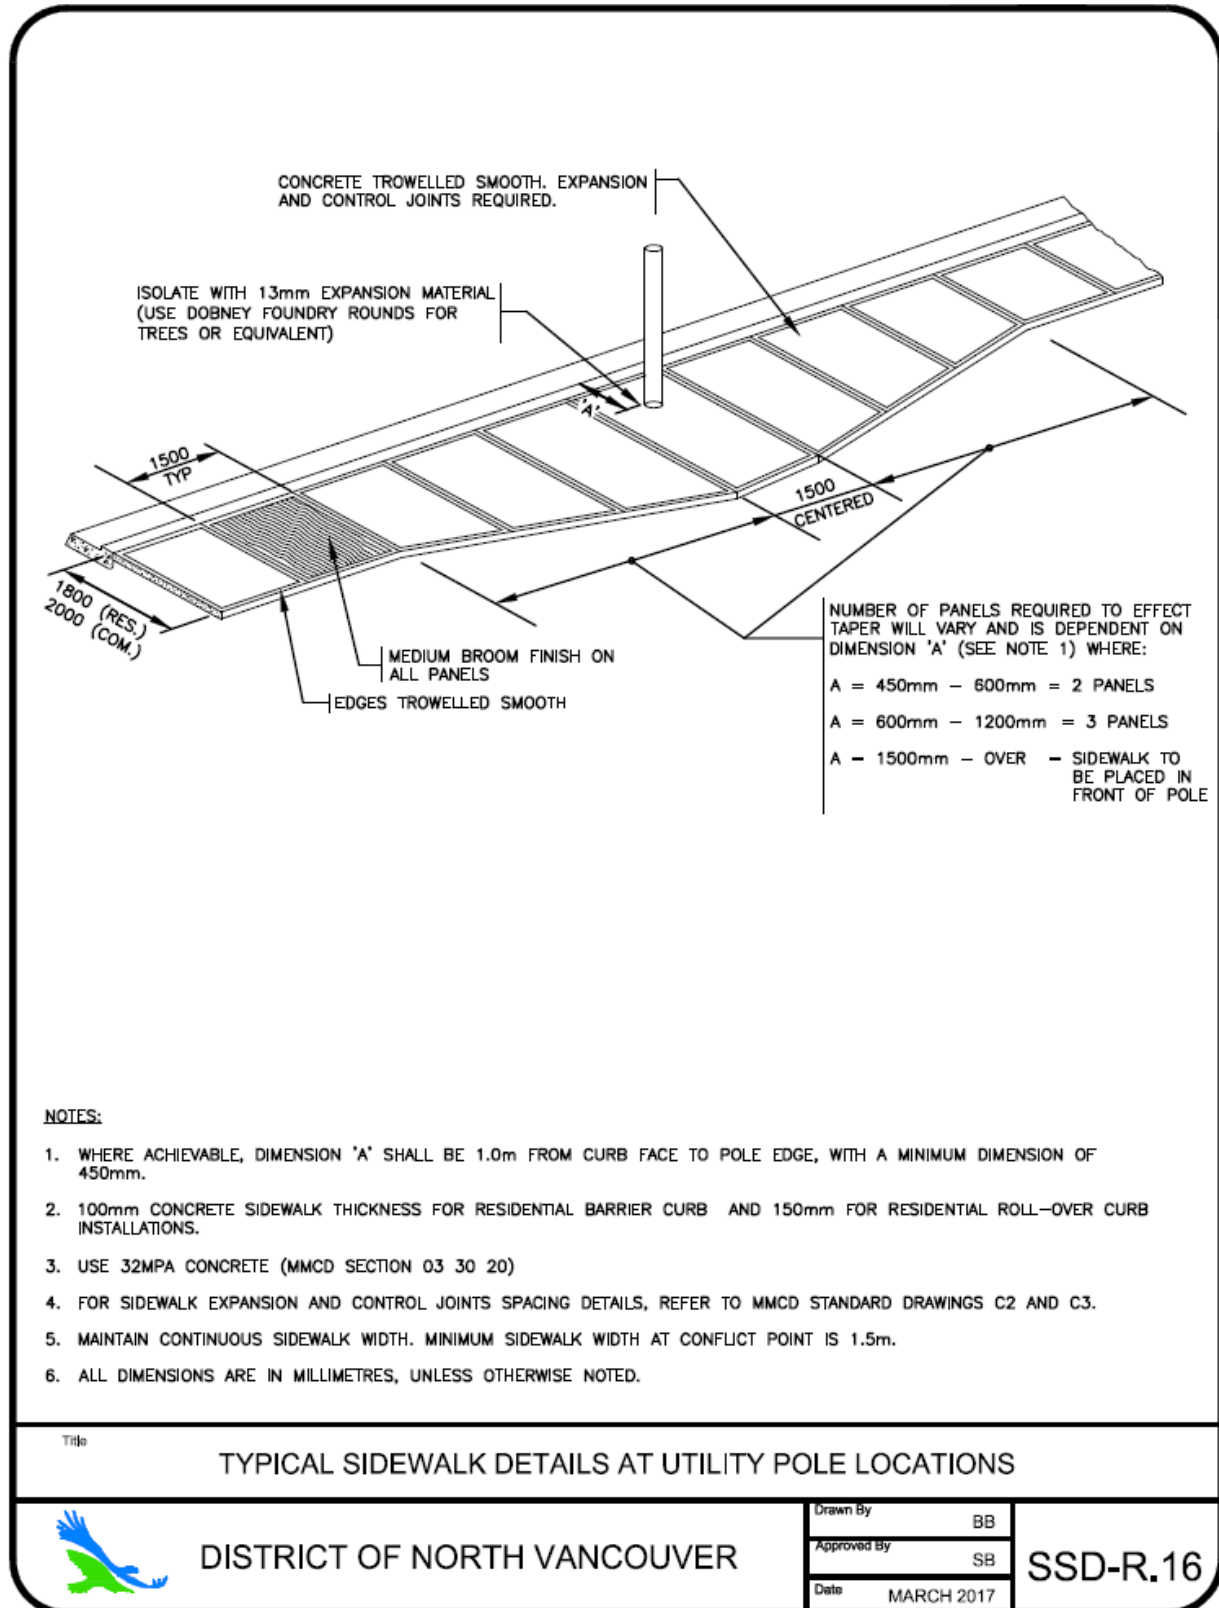 CONCRETE TROWELLED SMOOTH. EXPANSION
AND CONTROL JOINTS REQUIRED.
ISOLATE WITH 13mm EXPANSION MATERIAL
(USE DOBNEY FOUNDRY ROUNDS FOR
TREES OR EQUIVALENT)
'A'
1500
TYP
1500
CENTERED
1800 (RES.)
2000 (COM.)
MEDIUM BROOM FINISH ON
ALL PANELS
EDGES TROWELLED SMOOTH
NUMBER OF PANELS REQUIRED TO EFFECT
TAPER WILL VARY AND IS DEPENDENT ON
DIMENSION 'A' (SEE NOTE 1) WHERE:
A = 450mm – 600mm = 2 PANELS
A = 600mm – 1200mm = 3 PANELS
A – 1500mm – OVER – SIDEWALK TO
BE PLACED IN
FRONT OF POLE
NOTES:
1. WHERE ACHIEVABLE, DIMENSION 'A' SHALL BE 1.0m FROM CURB FACE TO POLE EDGE, WITH A MINIMUM DIMENSION OF
450mm.
2. 100mm CONCRETE SIDEWALK THICKNESS FOR RESIDENTIAL BARRIER CURB AND 150mm FOR RESIDENTIAL ROLL–OVER CURB
INSTALLATIONS.
3. USE 32MPA CONCRETE (MMCD SECTION 03 30 20)
4. FOR SIDEWALK EXPANSION AND CONTROL JOINTS SPACING DETAILS, REFER TO MMCD STANDARD DRAWINGS C2 AND C3.
5. MAINTAIN CONTINUOUS SIDEWALK WIDTH. MINIMUM SIDEWALK WIDTH AT CONFLICT POINT IS 1.5m.
6. ALL DIMENSIONS ARE IN MILLIMETRES, UNLESS OTHERWISE NOTED.
Title
TYPICAL SIDEWALK DETAILS AT UTILITY POLE LOCATIONS
DISTRICT OF NORTH VANCOUVER
Drawn By BB
Approved By SB
Date MARCH 2017
SSD-R.16